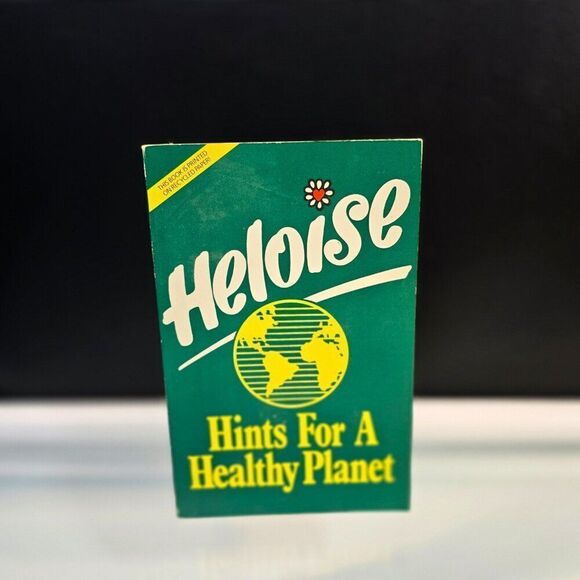 THIS BOOK IS PRINTED
ON RECYCLED PAPER!
Heloise
Hints For A
Healthy Planet